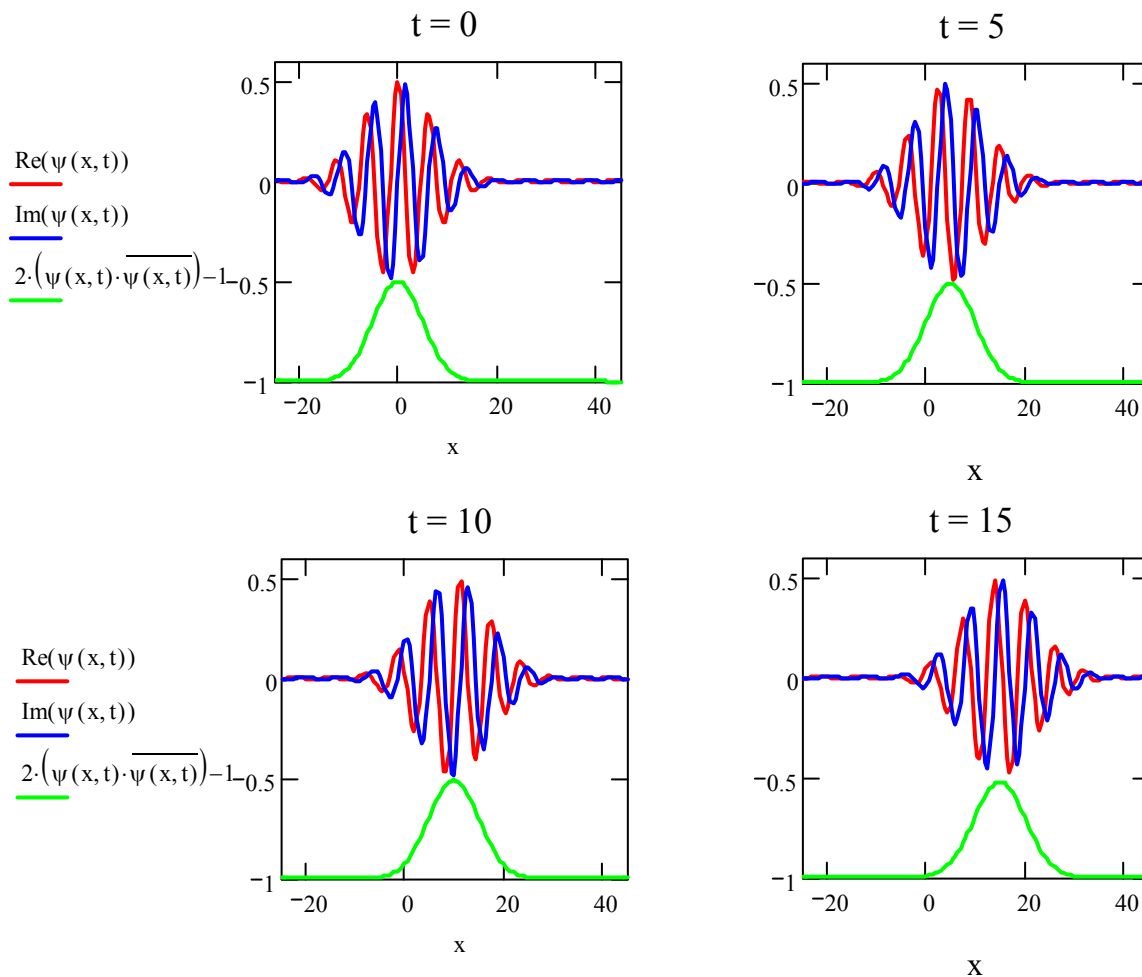 t = 0
0.5
0
−0.5
−1
−20 0 20 40
x
Re(ψ(x, t))
Im(ψ(x, t))
2·(ψ(x, t)·\overline{ψ(x, t)})−1
t = 5
0.5
0
−0.5
−1
−20 0 20 40
x
t = 10
0.5
0
−0.5
−1
−20 0 20 40
x
Re(ψ(x, t))
Im(ψ(x, t))
2·(ψ(x, t)·\overline{ψ(x, t)})−1
t = 15
0.5
0
−0.5
−1
−20 0 20 40
x